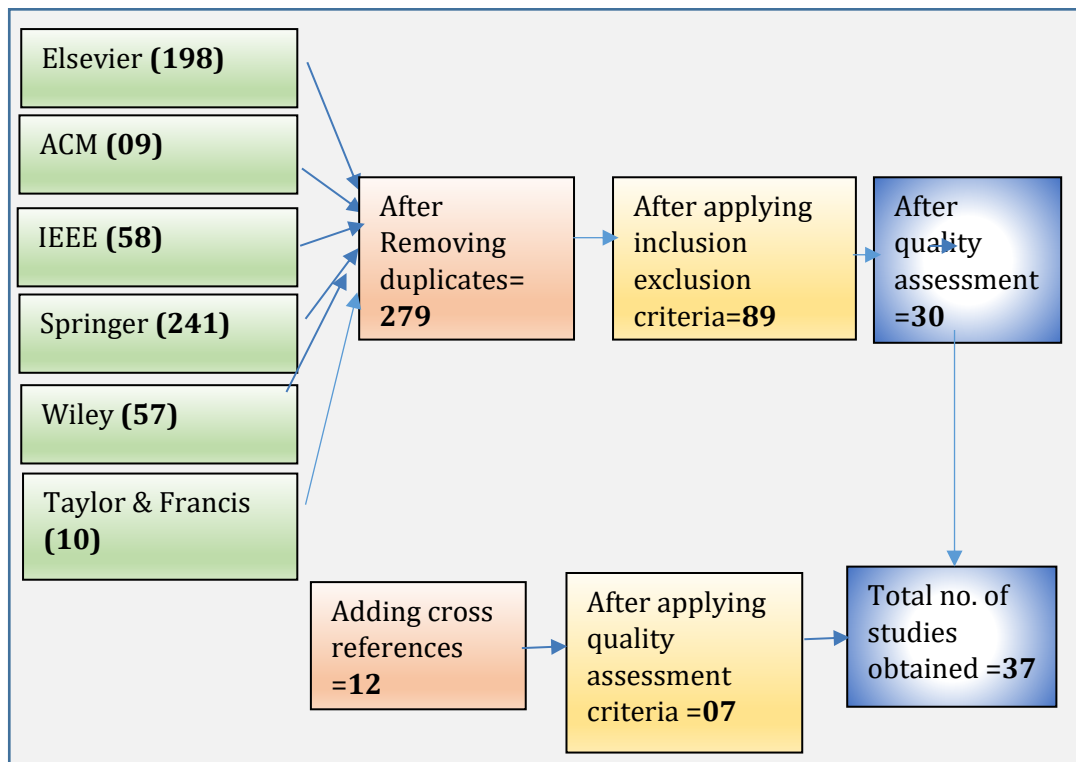 Elsevier (198)
ACM (09)
IEEE (58)
Springer (241)
Wiley (57)
Taylor & Francis
(10)
After
Removing
duplicates=
279
After applying
inclusion
exclusion
criteria=89
After
quality
assessment
=30
Adding cross
references
=12
After applying
quality
assessment
criteria =07
Total no. of
studies
obtained =37